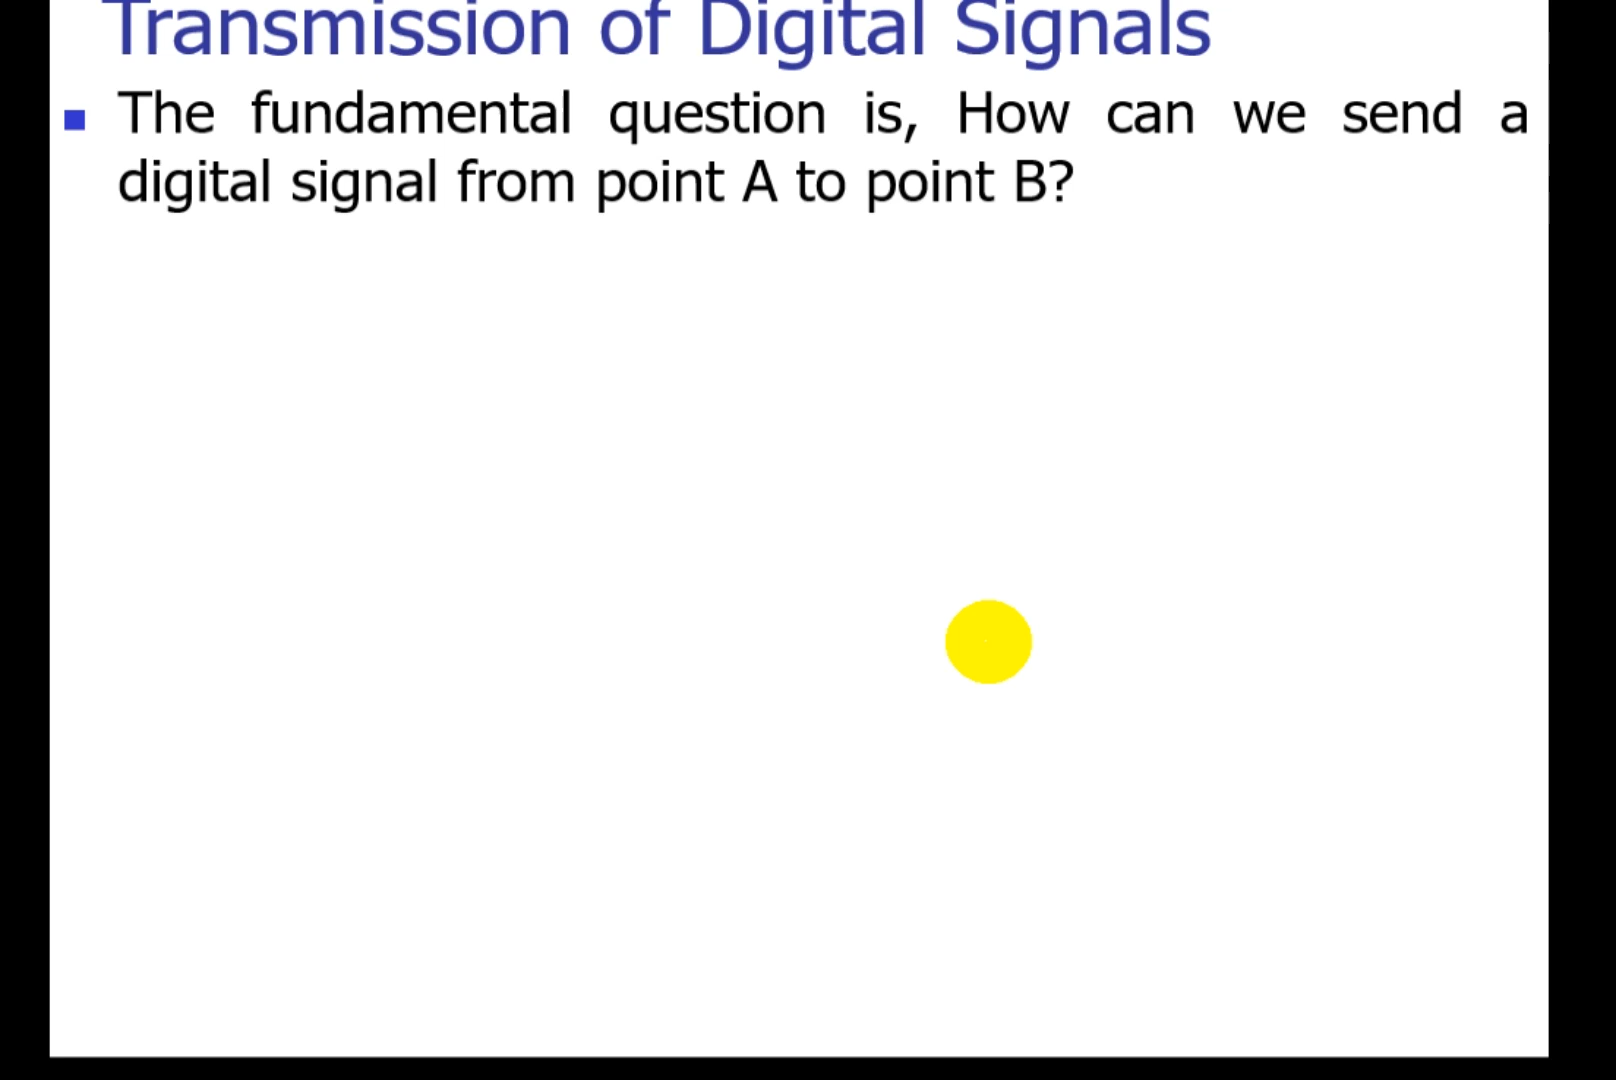 Transmission of Digital Signals
The fundamental question is, How can we send a
digital signal from point A to point B?